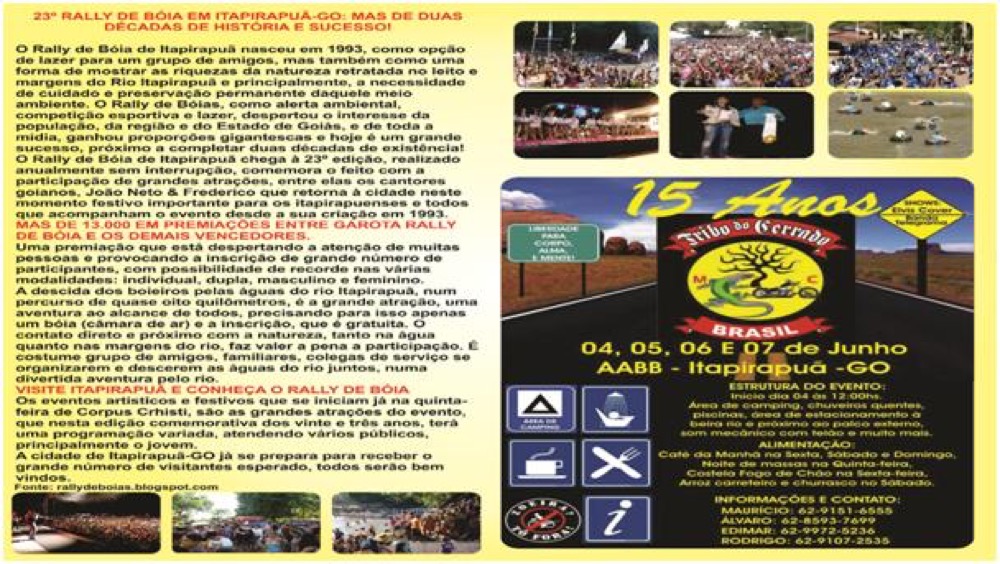 23º RALLY DE BÓIA EM ITAPIRAPUÃ-GO: MAS DE DUAS
DÉCADAS DE HISTÓRIA E SUCESSO!
O Rally de Bóia de Itapirapuã nasceu em 1993, como opção
de lazer para um grupo de amigos, mas também como uma
forma de mostrar as riquezas da natureza retratada no leito e
margens do Rio Itapirapuã e principalmente, a necessidade
de cuidado e preservação permanente daquele meio
ambiente. O Rally de Bóias, como alerta ambiental,
competição esportiva e lazer, despertou o interesse da
população, da região e do Estado de Goiás, e de toda a
mídia, ganhou proporções gigantescas e hoje é um grande
sucesso, próximo a completar duas décadas de existência!
O Rally de Bóia de Itapirapuã chega à 23º edição, realizado
anualmente sem interrupção, comemora o feito com a
participação de grandes atrações, entre elas os cantores
goianos, João Neto & Frederico que retorna à cidade neste
momento festivo importante para os itapirapuenses e todos
que acompanham o evento desde a sua criação em 1993.
MAS DE 13.000 EM PREMIAÇÕES ENTRE GAROTA RALLY
DE BÓIA E OS DEMAIS VENCEDORES.
Uma premiação que está despertando a atenção de muitas
pessoas e provocando a inscrição de grande número de
participantes, com possibilidade de recorde nas várias
modalidades: individual, dupla, masculino e feminino.
A descida dos boieiros pelas águas do rio Itapirapuã, num
percurso de quase oito quilômetros, é a grande atração, uma
aventura ao alcance de todos, precisando para isso apenas
um bóia (câmara de ar) e a inscrição, que é gratuita. O
contato direto e próximo com a natureza, tanto na água
quanto nas margens do rio, faz valer a pena a participação. É
costume grupo de amigos, familiares, colegas de serviço se
organizarem e descerem as águas do rio juntos, numa
divertida aventura pelo rio.
VISITE ITAPIRAPUÃ E CONHEÇA O RALLY DE BÓIA
Os eventos artísticos e festivos que se iniciam já na quinta-
feira de Corpus Crhisti, são as grandes atrações do evento,
que nesta edição comemorativa dos vinte e três anos, terá
uma programação variada, atendendo vários públicos,
principalmente o jovem.
A cidade de Itapirapuã-GO já se prepara para receber o
grande número de visitantes esperado, todos serão bem
vindos.
Fonte: rallydeboias.blogspot.com
15 Anos
SHOWS:
Elvis Cover
Banda
Telegrama
LIBERDADE
PARA
CORPO,
ALMA
E MENTE!
Tribo do Cerrado
M C
BRASIL
04, 05, 06 E 07 de Junho
AABB - Itapirapuã -GO
ESTRUTURA DO EVENTO:
Início dia 04 às 12:00hs.
Área de camping, chuveiros quentes,
piscinas, área de estacionamento à
beira rio e próximo ao palco externo,
som mecânico com telão e muito mais.
ALIMENTAÇÃO:
Café da Manhã na Sexta, Sábado e Domingo,
Noite de massas na Quinta-feira,
Costela Fogo de Chão na Sexta-feira,
Arroz carreteiro e churrasco no Sábado.
INFORMAÇÕES E CONTATO:
MAURÍCIO: 62-9151-6555
ÁLVARO: 62-8593-7699
EDIMAR: 62-9972-5236
RODRIGO: 62-9107-2535
ÁREA DE
CAMPING
ZOEIRA
TÔ FORA!
i